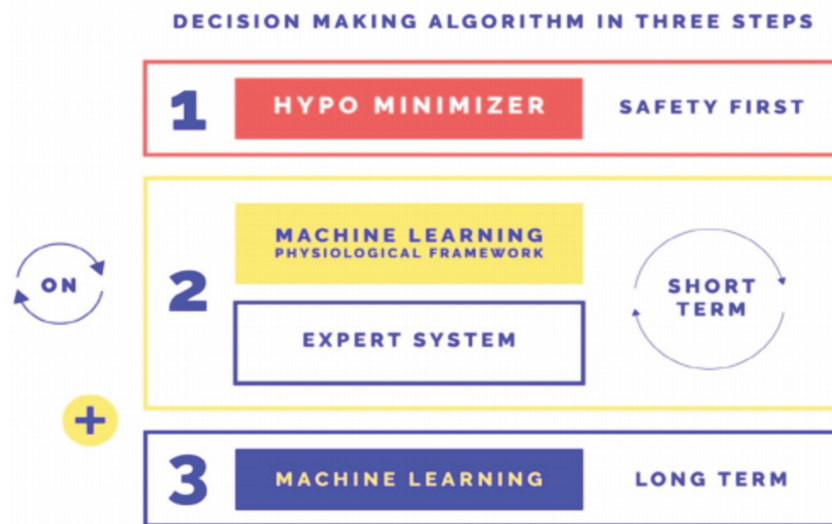 DECISION MAKING ALGORITHM IN THREE STEPS
1 HYPO MINIMIZER SAFETY FIRST
MACHINE LEARNING
PHYSIOLOGICAL FRAMEWORK
ON 2 SHORT
TERM
EXPERT SYSTEM
+
3 MACHINE LEARNING LONG TERM